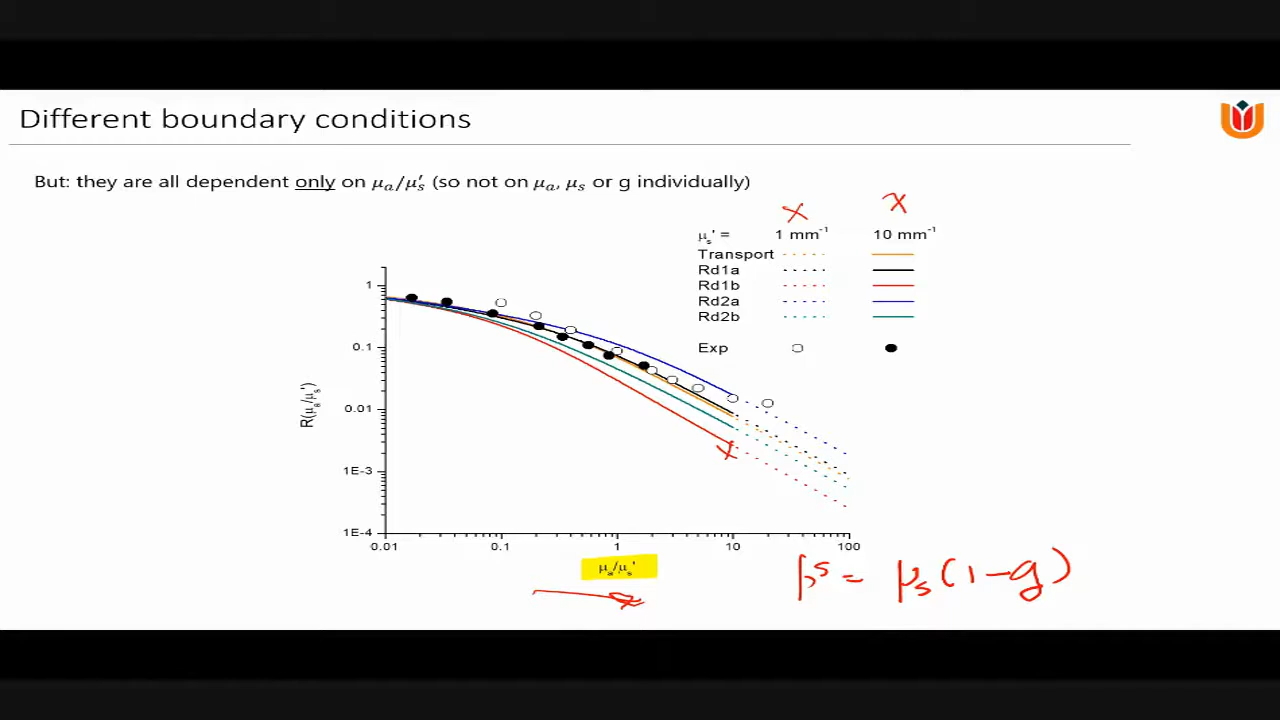 Different boundary conditions
But: they are all dependent only on μₐ/μₛ′ (so not on μₐ, μₛ or g individually)
x x
μₛ' = 1 mm⁻¹ 10 mm⁻¹
Transport
Rd1a
Rd1b
Rd2a
Rd2b
Exp
1
0.1
0.01
1E-3
1E-4
R(μₐ/μₛ')
0.01 0.1 1 10 100
x
μₐ/μₛ'
μs = μₛ(1-g)